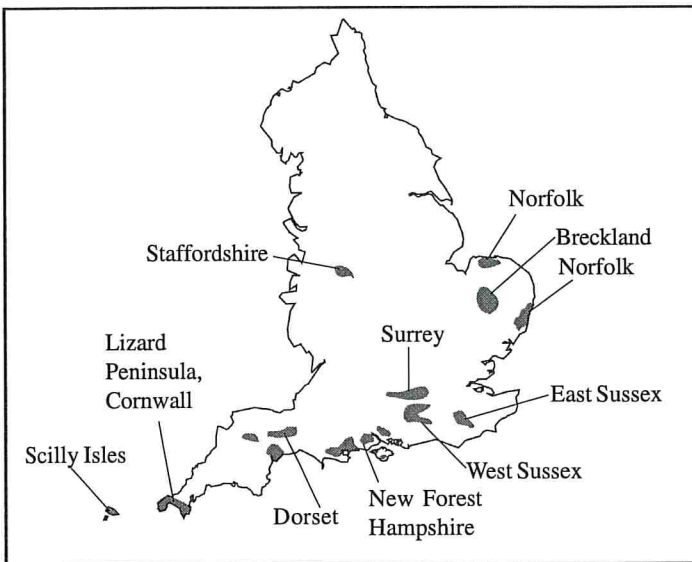 Norfolk
Breckland
Norfolk
Staffordshire
Surrey
Lizard
Peninsula,
Cornwall
East Sussex
Scilly Isles
West Sussex
New Forest
Hampshire
Dorset